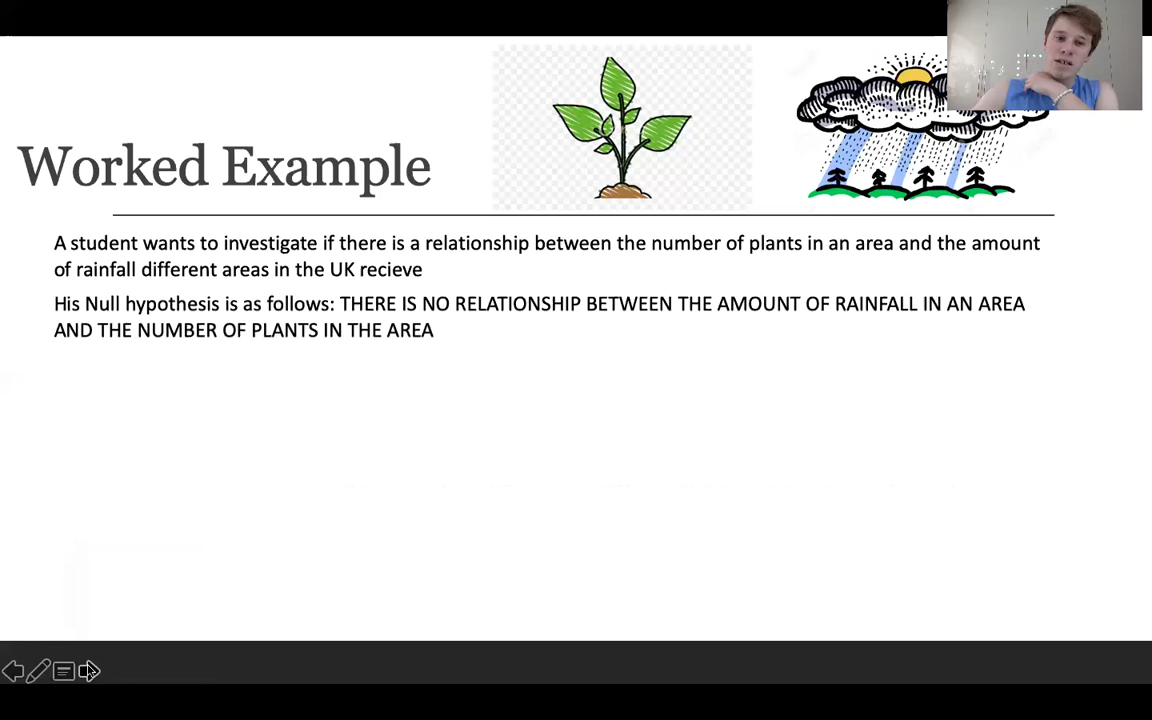 Worked Example
A student wants to investigate if there is a relationship between the number of plants in an area and the amount
of rainfall different areas in the UK recieve
His Null hypothesis is as follows: THERE IS NO RELATIONSHIP BETWEEN THE AMOUNT OF RAINFALL IN AN AREA
AND THE NUMBER OF PLANTS IN THE AREA